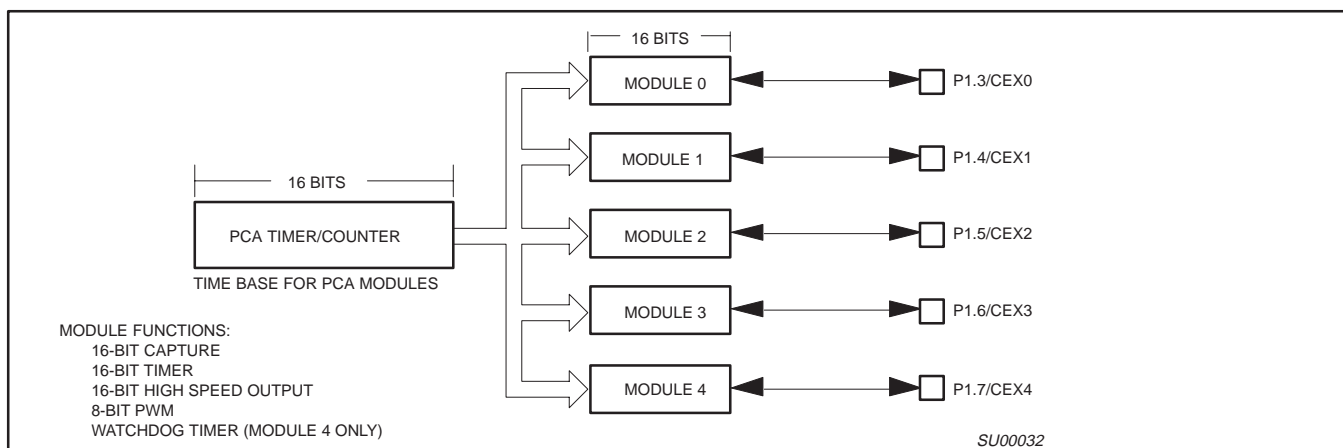 16 BITS
MODULE 0
P1.3/CEX0
MODULE 1
P1.4/CEX1
16 BITS
PCA TIMER/COUNTER
MODULE 2
P1.5/CEX2
TIME BASE FOR PCA MODULES
MODULE 3
P1.6/CEX3
MODULE FUNCTIONS:
16-BIT CAPTURE
16-BIT TIMER
16-BIT HIGH SPEED OUTPUT
8-BIT PWM
WATCHDOG TIMER (MODULE 4 ONLY)
MODULE 4
P1.7/CEX4
SU00032